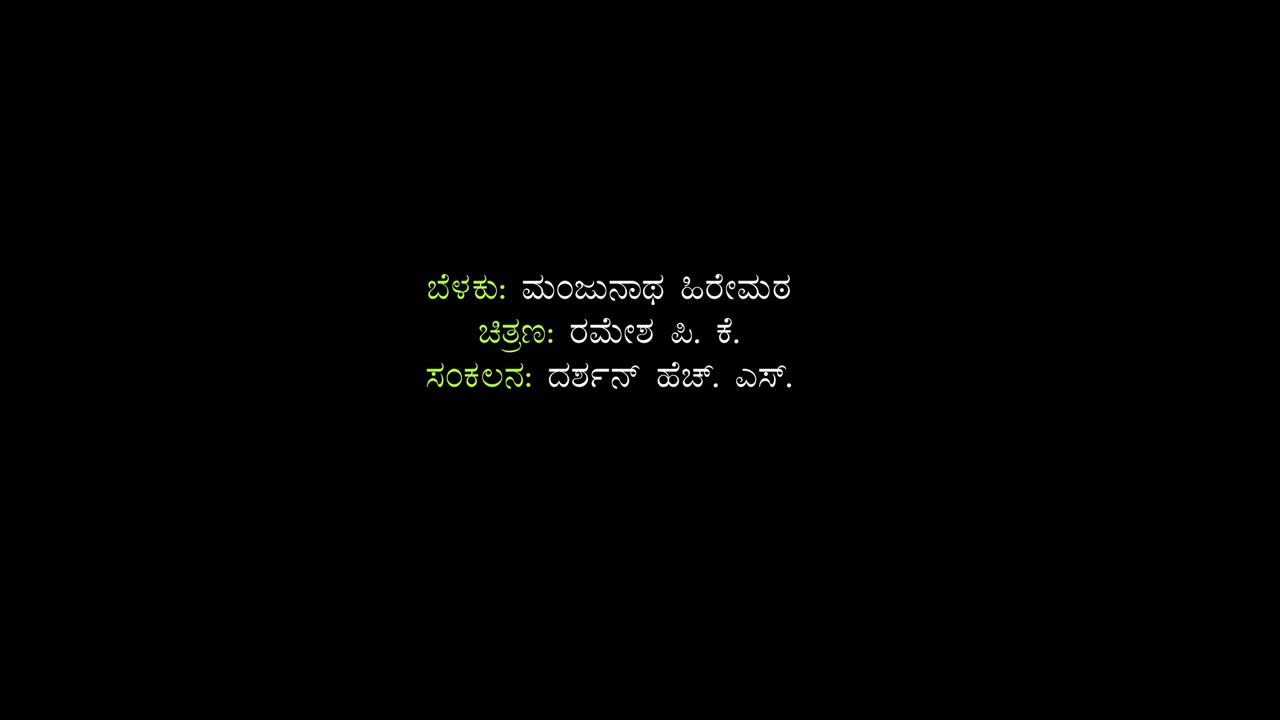 ಬೆಳಕು: ಮಂಜುನಾಥ ಹಿರೇಮಠ
ಚಿತ್ರಣ: ರಮೇಶ ಪಿ. ಕೆ.
ಸಂಕಲನ: ದರ್ಶನ್ ಹೆಚ್. ಎಸ್.